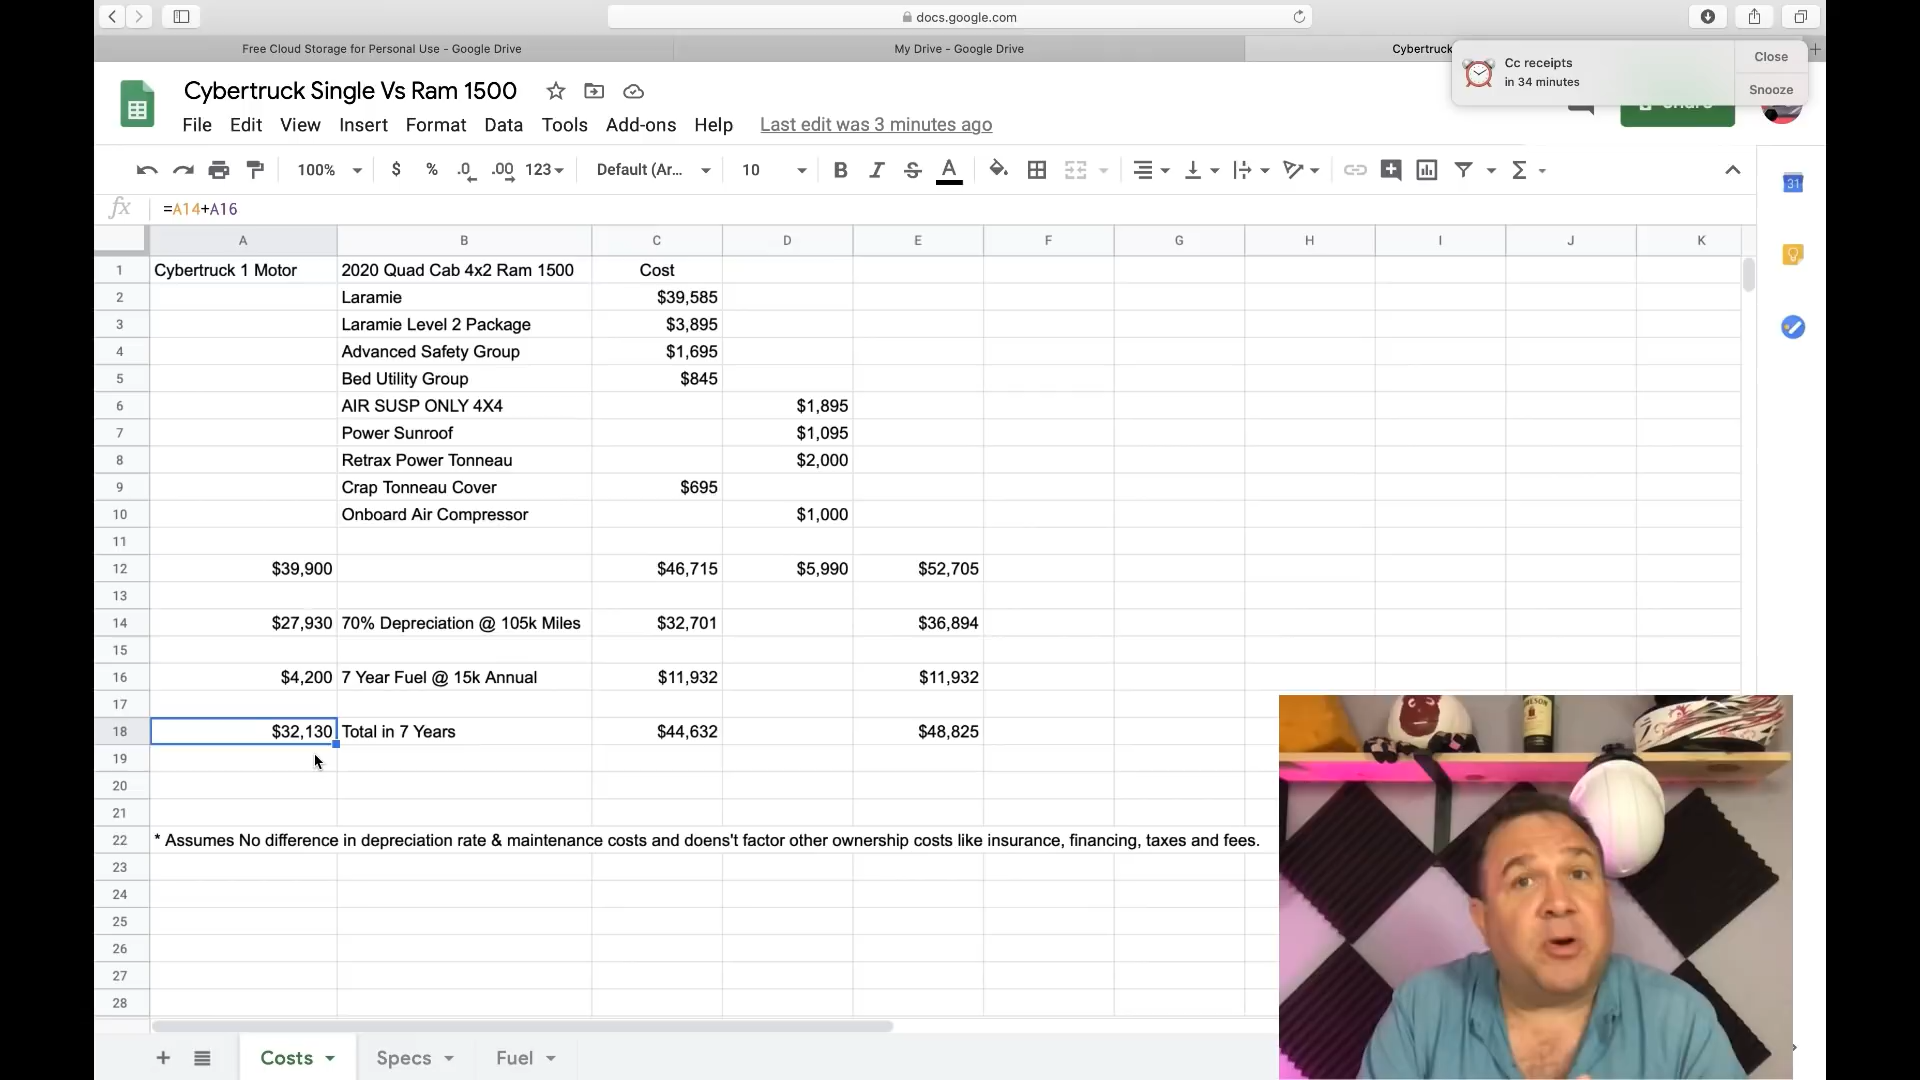 docs.google.com
Free Cloud Storage for Personal Use - Google Drive
My Drive - Google Drive
Cybertruck
Cc receipts
in 34 minutes
Close
Snooze
Cybertruck Single Vs Ram 1500
File Edit View Insert Format Data Tools Add-ons Help Last edit was 3 minutes ago
100% $ % .0 .00 123 Default (Ar... 10 B I S A Σ
31
fx =A14+A16
A B C D E F G H I J K
1 Cybertruck 1 Motor 2020 Quad Cab 4x2 Ram 1500 Cost
2 Laramie $39,585
3 Laramie Level 2 Package $3,895
4 Advanced Safety Group $1,695
5 Bed Utility Group $845
6 AIR SUSP ONLY 4X4 $1,895
7 Power Sunroof $1,095
8 Retrax Power Tonneau $2,000
9 Crap Tonneau Cover $695
10 Onboard Air Compressor $1,000
11
12 $39,900 $46,715 $5,990 $52,705
13
14 $27,930 70% Depreciation @ 105k Miles $32,701 $36,894
15
16 $4,200 7 Year Fuel @ 15k Annual $11,932 $11,932
17
18 $32,130 Total in 7 Years $44,632 $48,825
19
20
21
22 * Assumes No difference in depreciation rate & maintenance costs and doens't factor other ownership costs like insurance, financing, taxes and fees.
23
24
25
26
27
28
Costs Specs Fuel